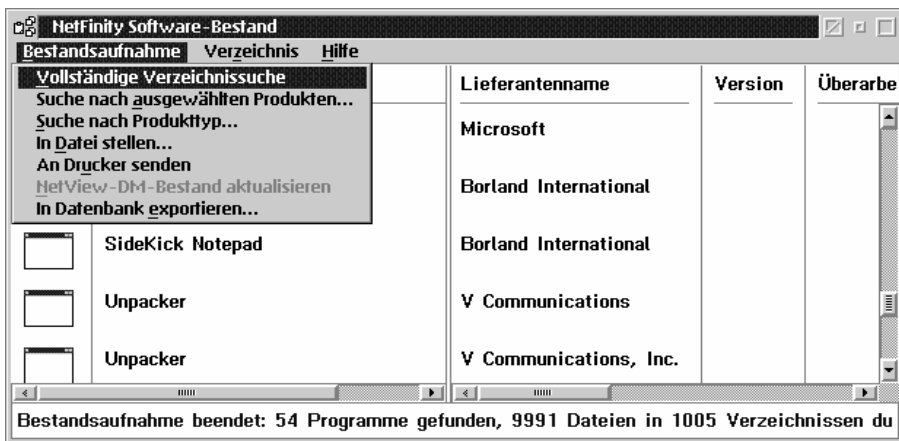 NetFinity Software-Bestand
Bestandsaufnahme Verzeichnis Hilfe
Vollständige Verzeichnissuche
Suche nach ausgewählten Produkten...
Suche nach Produkttyp...
In Datei stellen...
An Drucker senden
NetView-DM-Bestand aktualisieren
In Datenbank exportieren...
Lieferantenname Version Überarbe
Microsoft
Borland International
SideKick Notepad Borland International
Unpacker V Communications
Unpacker V Communications, Inc.
Bestandsaufnahme beendet: 54 Programme gefunden, 9991 Dateien in 1005 Verzeichnissen du